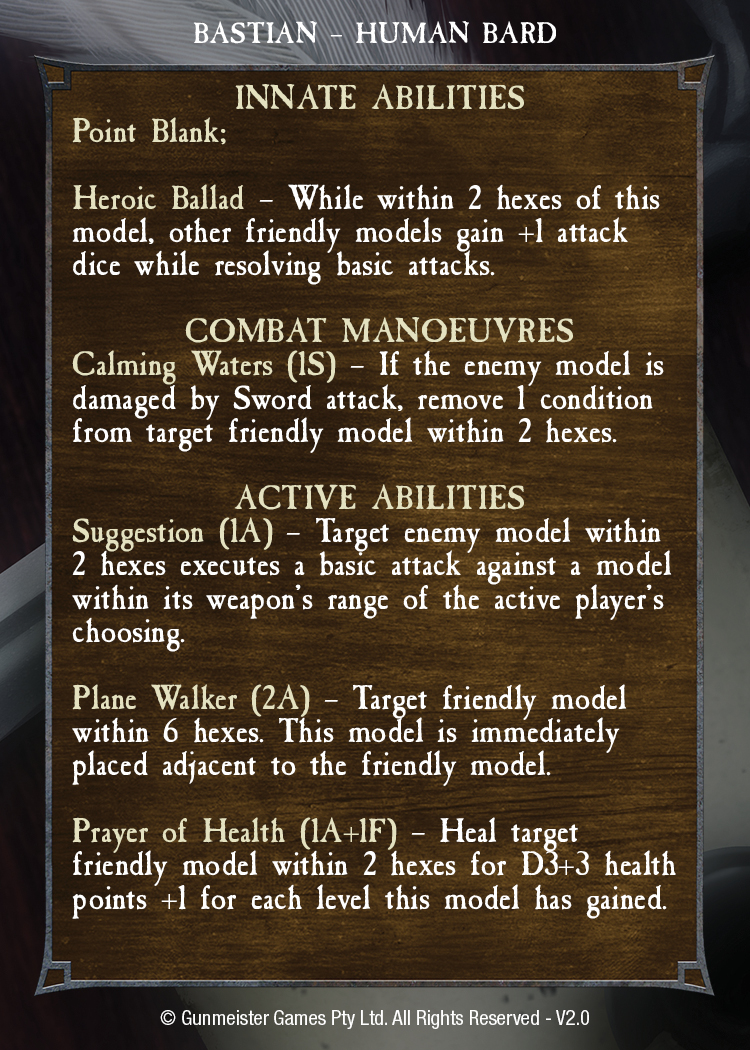 BASTIAN – HUMAN BARD
INNATE ABILITIES
Point Blank;
Heroic Ballad – While within 2 hexes of this
model, other friendly models gain +1 attack
dice while resolving basic attacks.
COMBAT MANOEUVRES
Calming Waters (1S) – If the enemy model is
damaged by Sword attack, remove 1 condition
from target friendly model within 2 hexes.
ACTIVE ABILITIES
Suggestion (1A) – Target enemy model within
2 hexes executes a basic attack against a model
within its weapon's range of the active player's
choosing.
Plane Walker (2A) – Target friendly model
within 6 hexes. This model is immediately
placed adjacent to the friendly model.
Prayer of Health (1A+1F) – Heal target
friendly model within 2 hexes for D3+3 health
points +1 for each level this model has gained.
© Gunmeister Games Pty Ltd. All Rights Reserved - V2.0